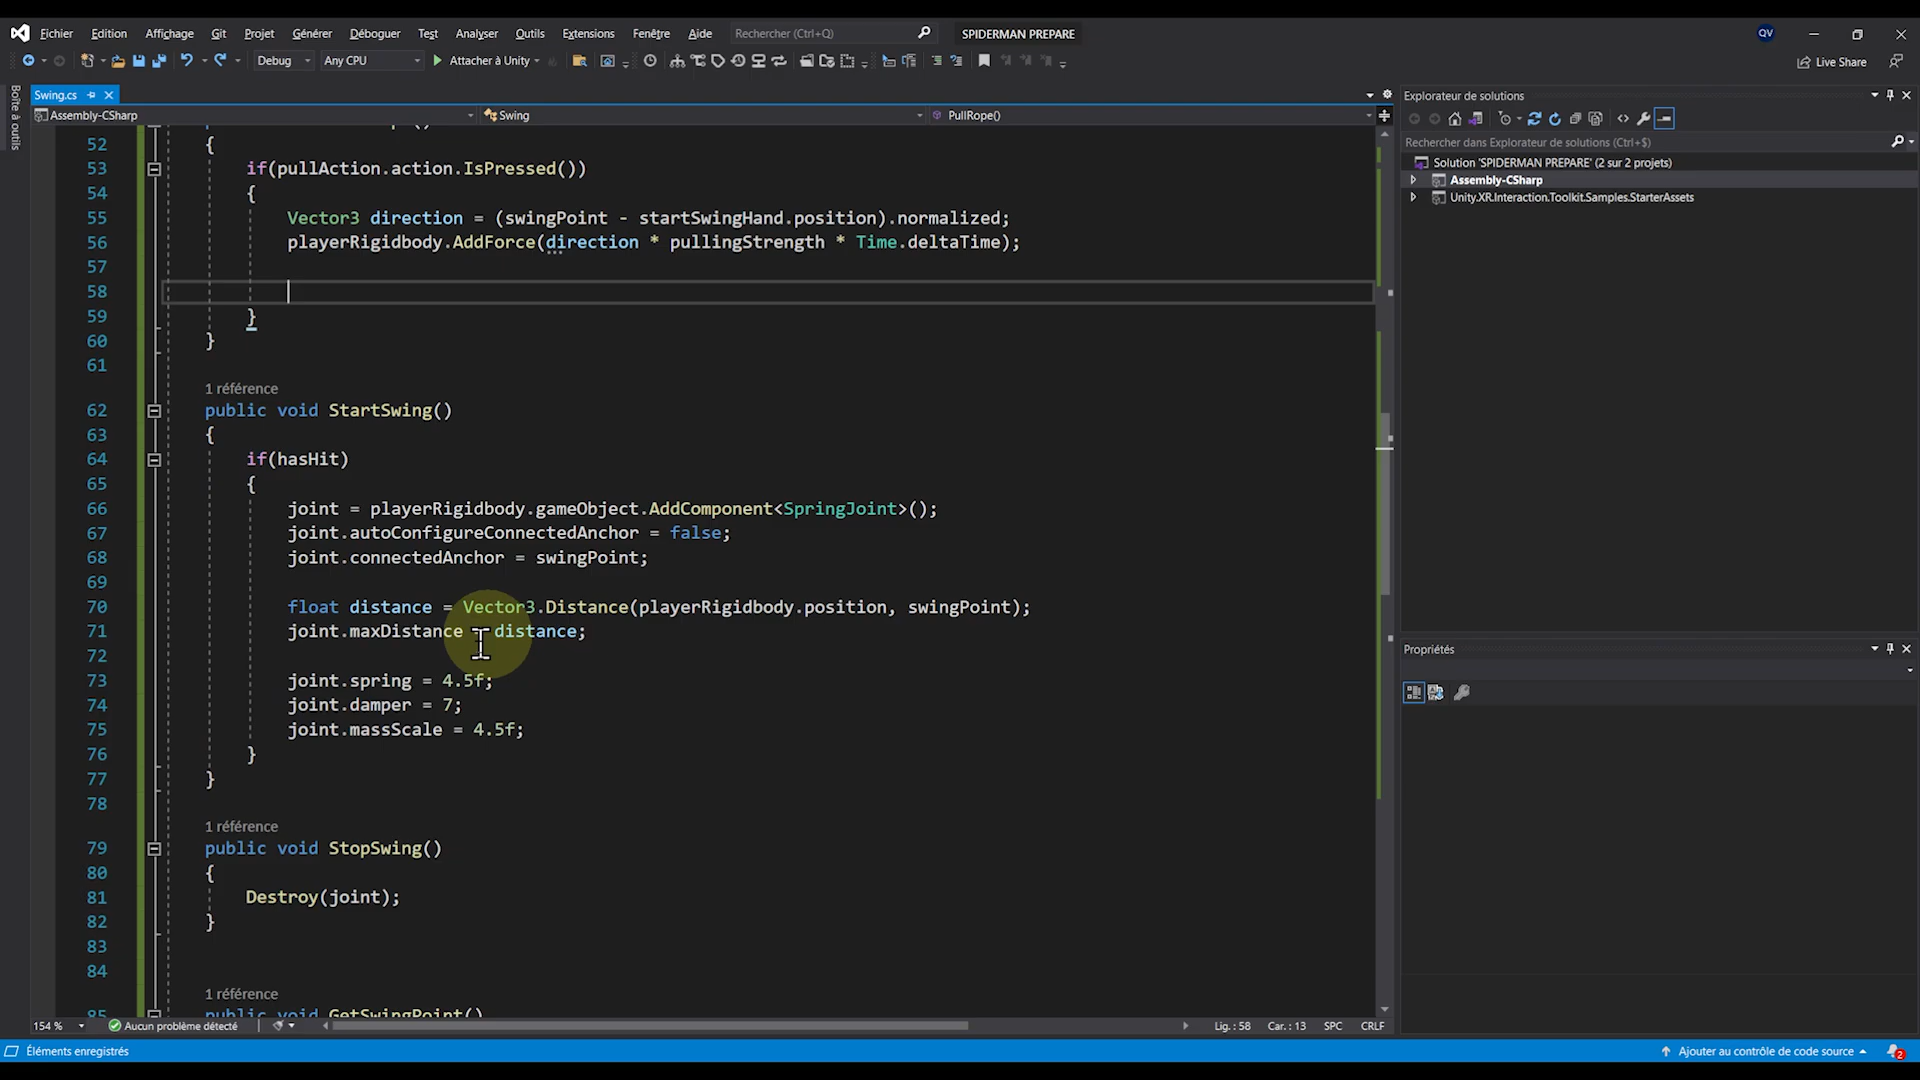 Fichier Edition Affichage Git Projet Générer Déboguer Test Analyser Outils Extensions Fenêtre Aide Rechercher (Ctrl+Q) SPIDERMAN PREPARE QV
Debug Any CPU Attacher à Unity Live Share
Boîte à outils
Swing.cs
Assembly-CSharp Swing PullRope()
52 {
53 if(pullAction.action.IsPressed())
54 {
55 Vector3 direction = (swingPoint - startSwingHand.position).normalized;
56 playerRigidbody.AddForce(direction * pullingStrength * Time.deltaTime);
57
58
59 }
60 }
61
1 référence
62 public void StartSwing()
63 {
64 if(hasHit)
65 {
66 joint = playerRigidbody.gameObject.AddComponent<SpringJoint>();
67 joint.autoConfigureConnectedAnchor = false;
68 joint.connectedAnchor = swingPoint;
69
70 float distance = Vector3.Distance(playerRigidbody.position, swingPoint);
71 joint.maxDistance = distance;
72
73 joint.spring = 4.5f;
74 joint.damper = 7;
75 joint.massScale = 4.5f;
76 }
77 }
78
1 référence
79 public void StopSwing()
80 {
81 Destroy(joint);
82 }
83
84
1 référence
85 public void GetSwingPoint()
154 % Aucun problème détecté Lig. : 58 Car. : 13 SPC CRLF
Explorateur de solutions
Rechercher dans Explorateur de solutions (Ctrl+$)
Solution 'SPIDERMAN PREPARE' (2 sur 2 projets)
Assembly-CSharp
Unity.XR.Interaction.Toolkit.Samples.StarterAssets
Propriétés
Éléments enregistrés Ajouter au contrôle de code source 2